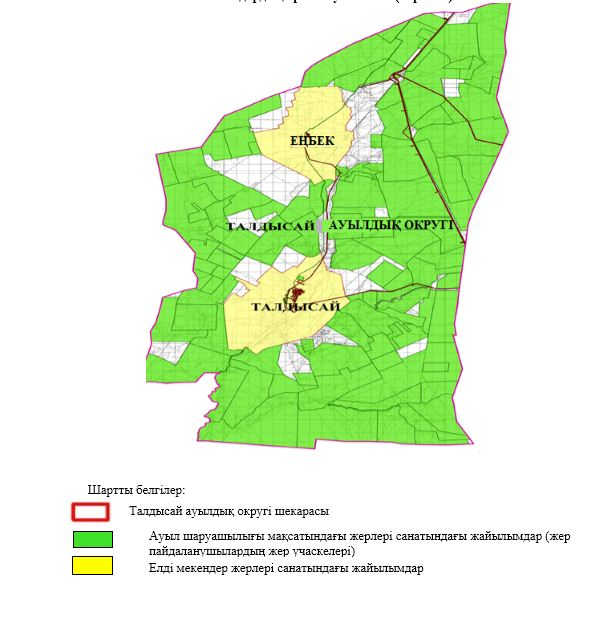 ЕҢБЕК
ТАЛДЫСАЙ АУЫЛДЫҚ ОКРУГІ
ТАЛДЫСАЙ
Шартты белгілер:
Талдысай ауылдық округі шекарасы
Ауыл шаруашылығы мақсатындағы жерлері санатындағы жайылымдар (жер
пайдаланушылардың жер учаскелері)
Елді мекендер жерлері санатындағы жайылымдар